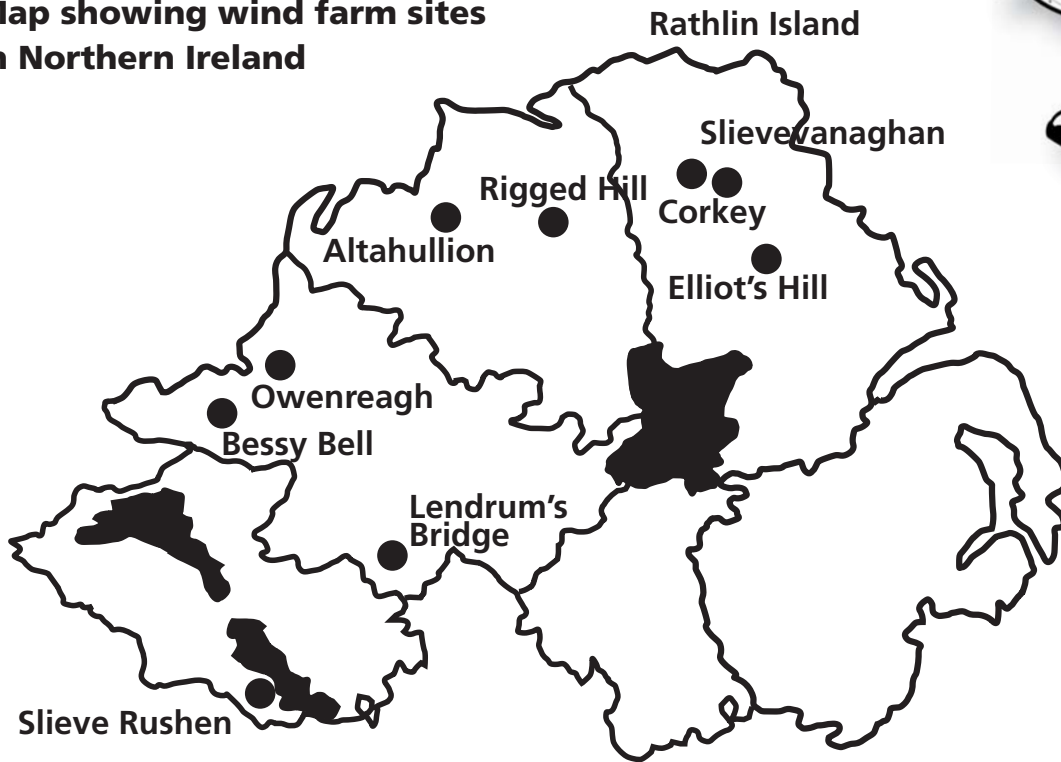 Map showing wind farm sites
n Northern Ireland
Rathlin Island
Slievevanaghan
Rigged Hill
Corkey
Altahullion
Elliot's Hill
Owenreagh
Bessy Bell
Lendrum's
Bridge
Slieve Rushen